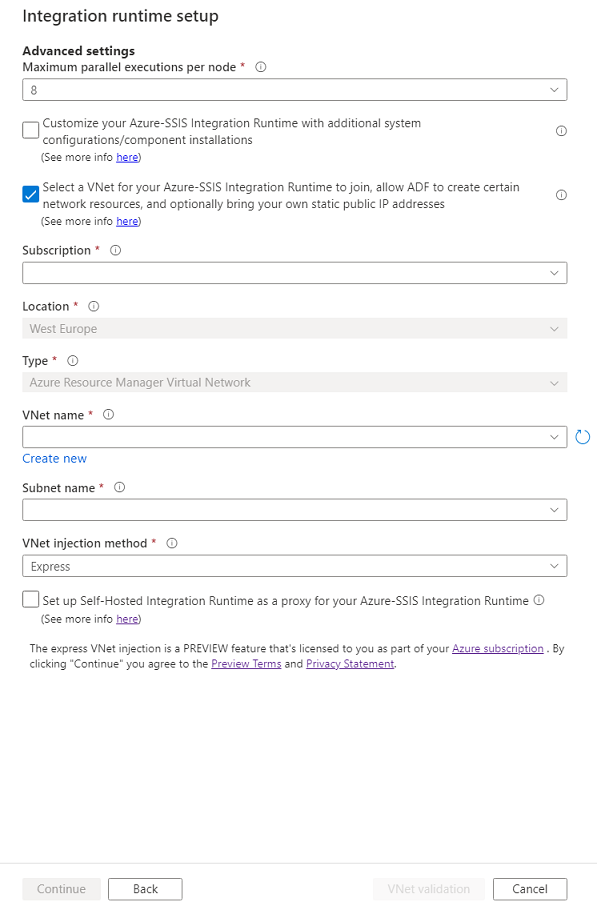 Integration runtime setup
Advanced settings
Maximum parallel executions per node *
8
Customize your Azure-SSIS Integration Runtime with additional system
configurations/component installations
(See more info here)
Select a VNet for your Azure-SSIS Integration Runtime to join, allow ADF to create certain
network resources, and optionally bring your own static public IP addresses
(See more info here)
Subscription *
Location *
West Europe
Type *
Azure Resource Manager Virtual Network
VNet name *
Create new
Subnet name *
VNet injection method *
Express
Set up Self-Hosted Integration Runtime as a proxy for your Azure-SSIS Integration Runtime
(See more info here)
The express VNet injection is a PREVIEW feature that's licensed to you as part of your Azure subscription . By
clicking "Continue" you agree to the Preview Terms and Privacy Statement.
Continue Back VNet validation Cancel